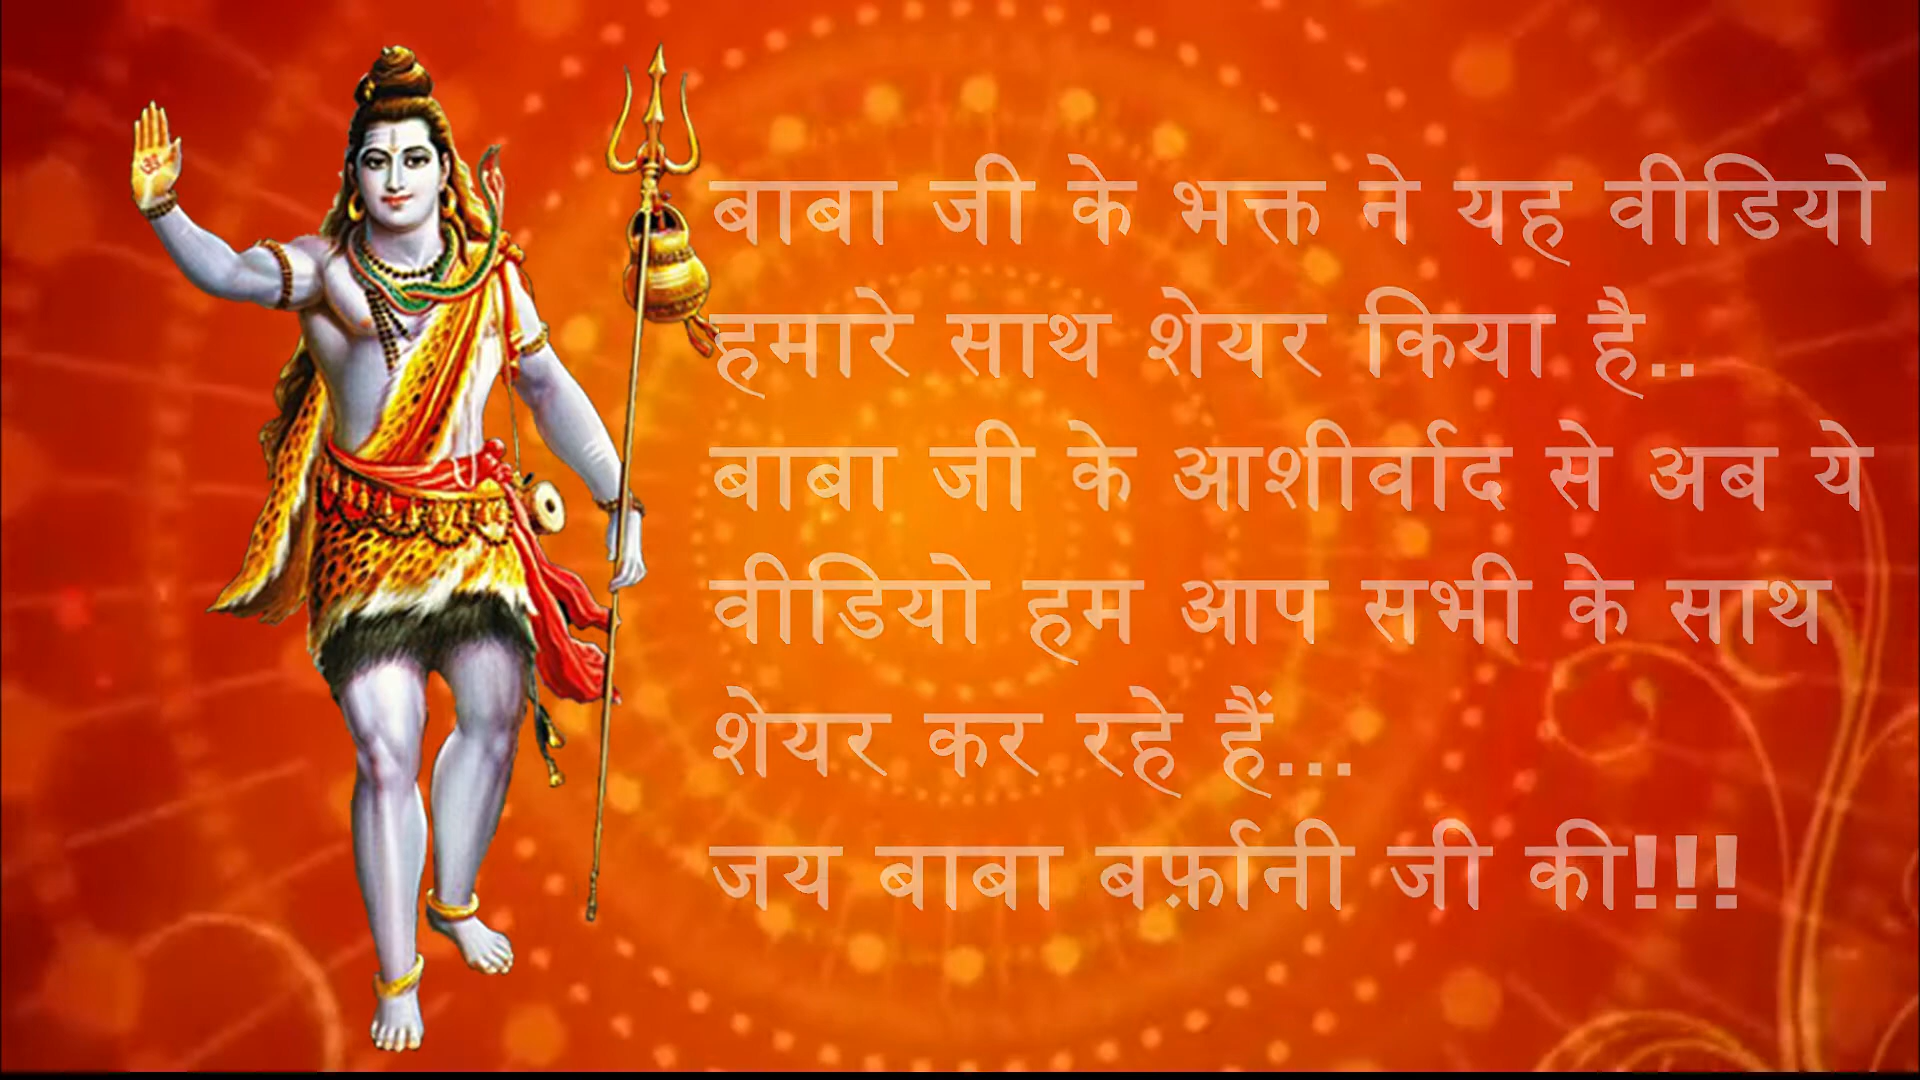 बाबा जी के भक्त ने यह वीडियो
हमारे साथ शेयर किया है..
बाबा जी के आशीर्वाद से अब ये
वीडियो हम आप सभी के साथ
शेयर कर रहे हैं...
जय बाबा बर्फ़ानी जी की!!!